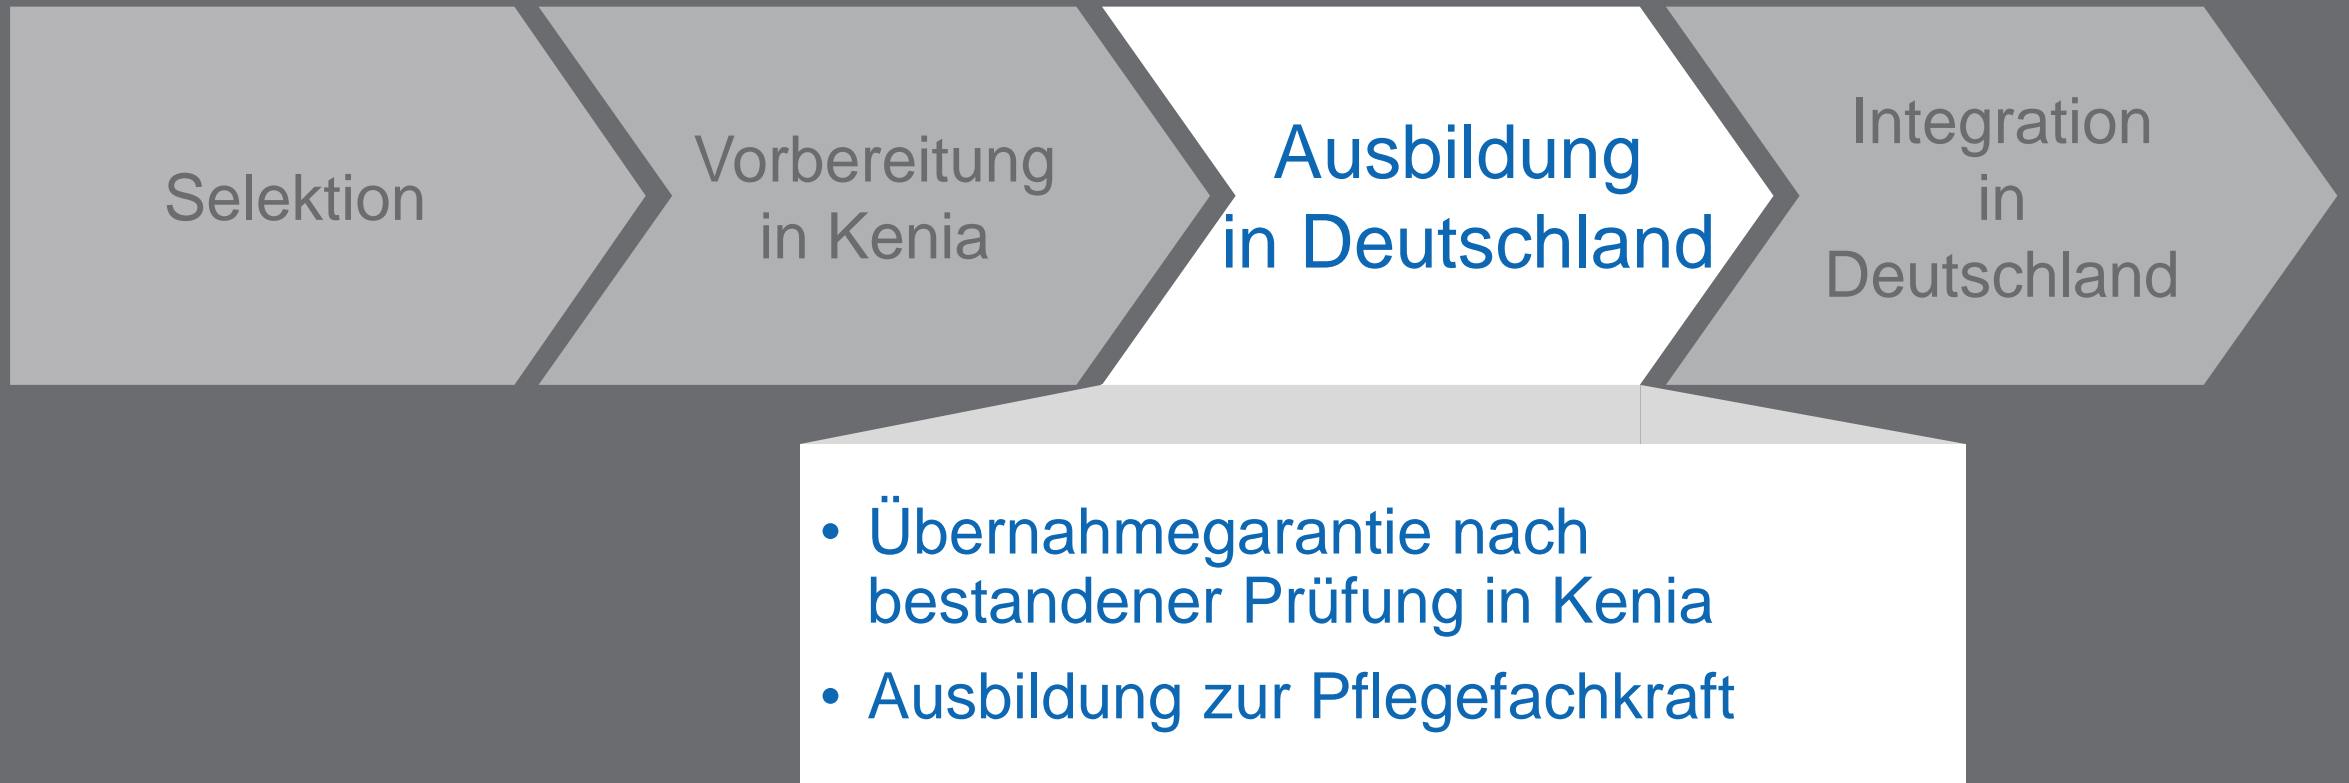 Selektion
Vorbereitung
in Kenia
Ausbildung
in Deutschland
Integration
in
Deutschland
• Übernahmegarantie nach
bestandener Prüfung in Kenia
• Ausbildung zur Pflegefachkraft